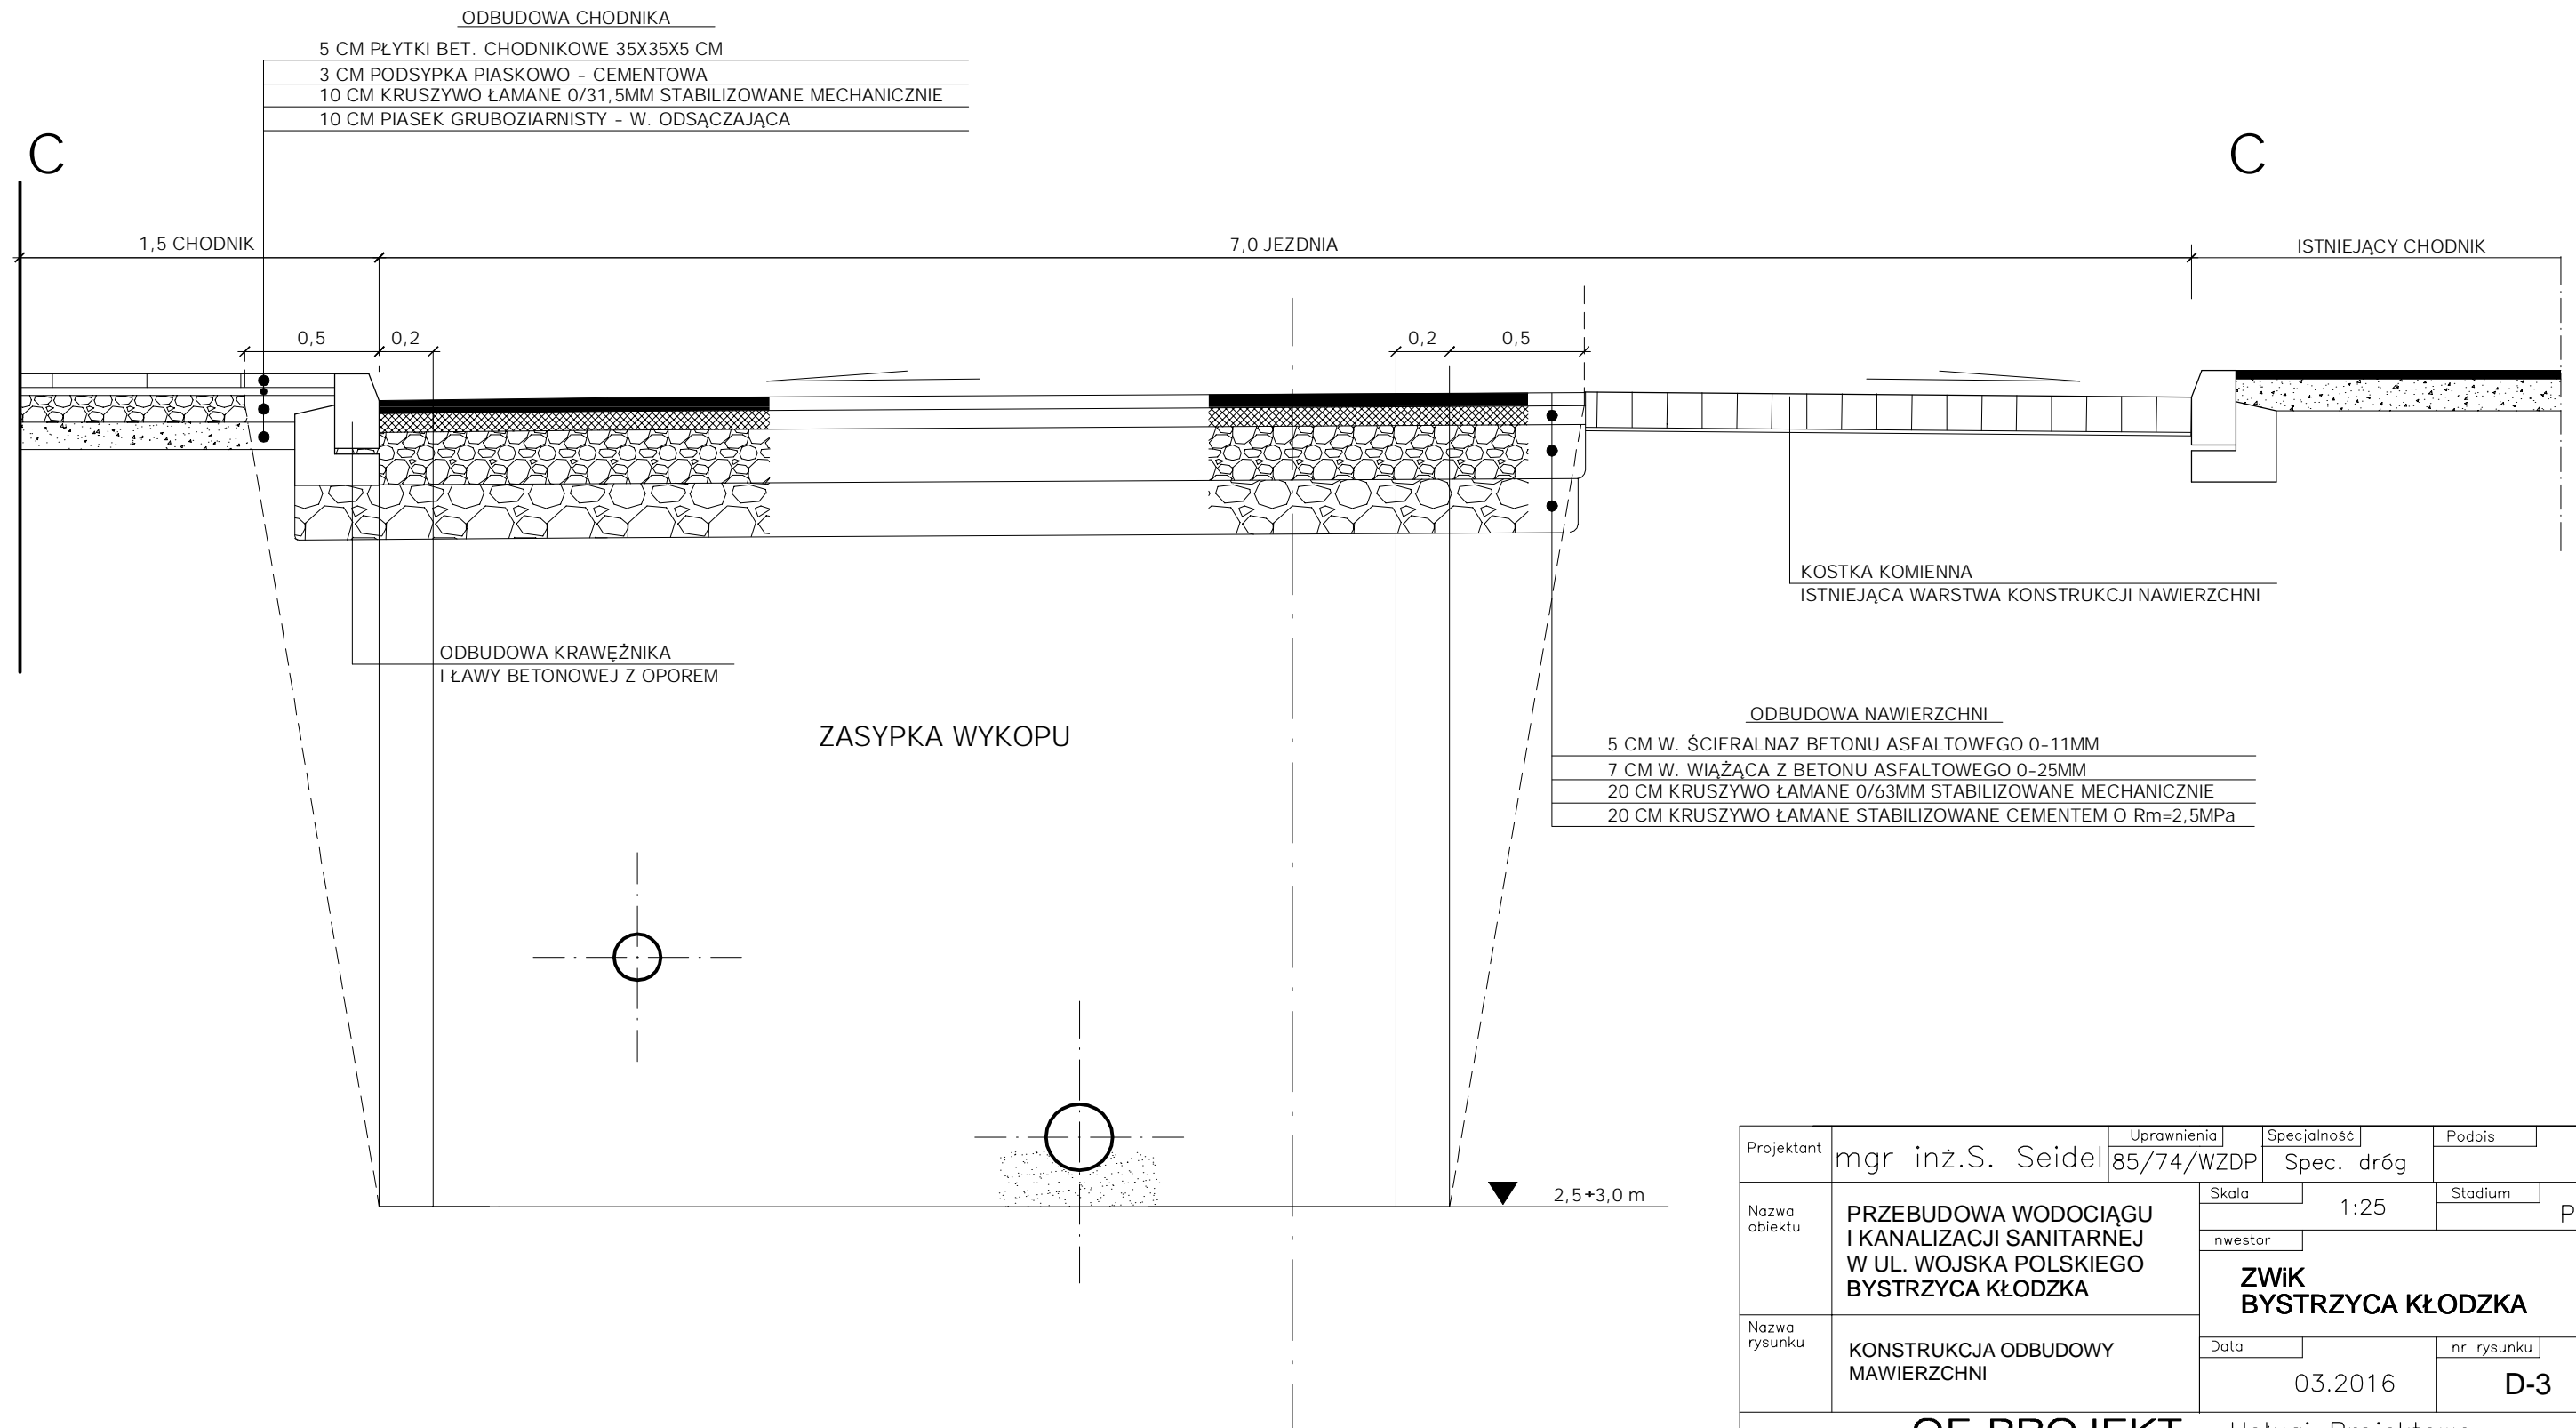 ODBUDOWA CHODNIKA
5 CM PŁYTKI BET. CHODNIKOWE 35X35X5 CM
3 CM PODSYPKA PIASKOWO - CEMENTOWA
10 CM KRUSZYWO ŁAMANE 0/31,5MM STABILIZOWANE MECHANICZNIE
10 CM PIASEK GRUBOZIARNISTY - W. ODSĄCZAJĄCA
C
C
1,5 CHODNIK
7,0 JEZDNIA
ISTNIEJĄCY CHODNIK
0,5
0,2
0,2
0,5
KOSTKA KOMIENNA
ISTNIEJĄCA WARSTWA KONSTRUKCJI NAWIERZCHNI
ODBUDOWA KRAWĘŻNIKA
I ŁAWY BETONOWEJ Z OPOREM
ZASYPKA WYKOPU
ODBUDOWA NAWIERZCHNI
5 CM W. ŚCIERALNAZ BETONU ASFALTOWEGO 0-11MM
7 CM W. WIĄŻĄCA Z BETONU ASFALTOWEGO 0-25MM
20 CM KRUSZYWO ŁAMANE 0/63MM STABILIZOWANE MECHANICZNIE
20 CM KRUSZYWO ŁAMANE STABILIZOWANE CEMENTEM O Rm=2,5MPa
2,5÷3,0 m
Projektant
mgr inż.S. Seidel
Uprawnienia
85/74/WZDP
Specjalność
Spec. dróg
Podpis
Nazwa
obiektu
PRZEBUDOWA WODOCIĄGU
I KANALIZACJI SANITARNEJ
W UL. WOJSKA POLSKIEGO
BYSTRZYCA KŁODZKA
Skala
1:25
Stadium
P
Inwestor
ZWiK
BYSTRZYCA KŁODZKA
Nazwa
rysunku
KONSTRUKCJA ODBUDOWY
MAWIERZCHNI
Data
03.2016
nr rysunku
D-3
Usługi Projektowe